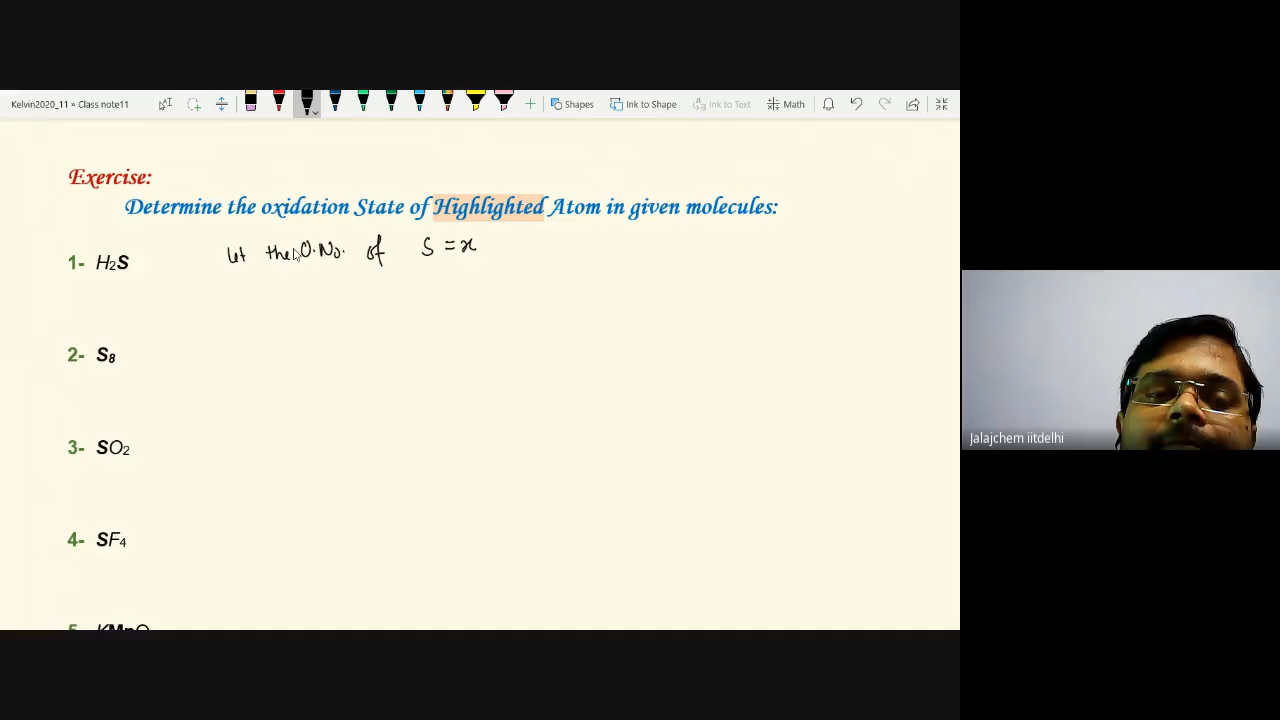 Kelvin2020_11 » Class note11
Shapes
Ink to Shape
Ink to Text
Math
Exercise:
Determine the oxidation State of Highlighted Atom in given molecules:
let the O.No. of S = x
1- H₂S
2- S₈
3- SO₂
4- SF₄
Jalajchem iitdelhi